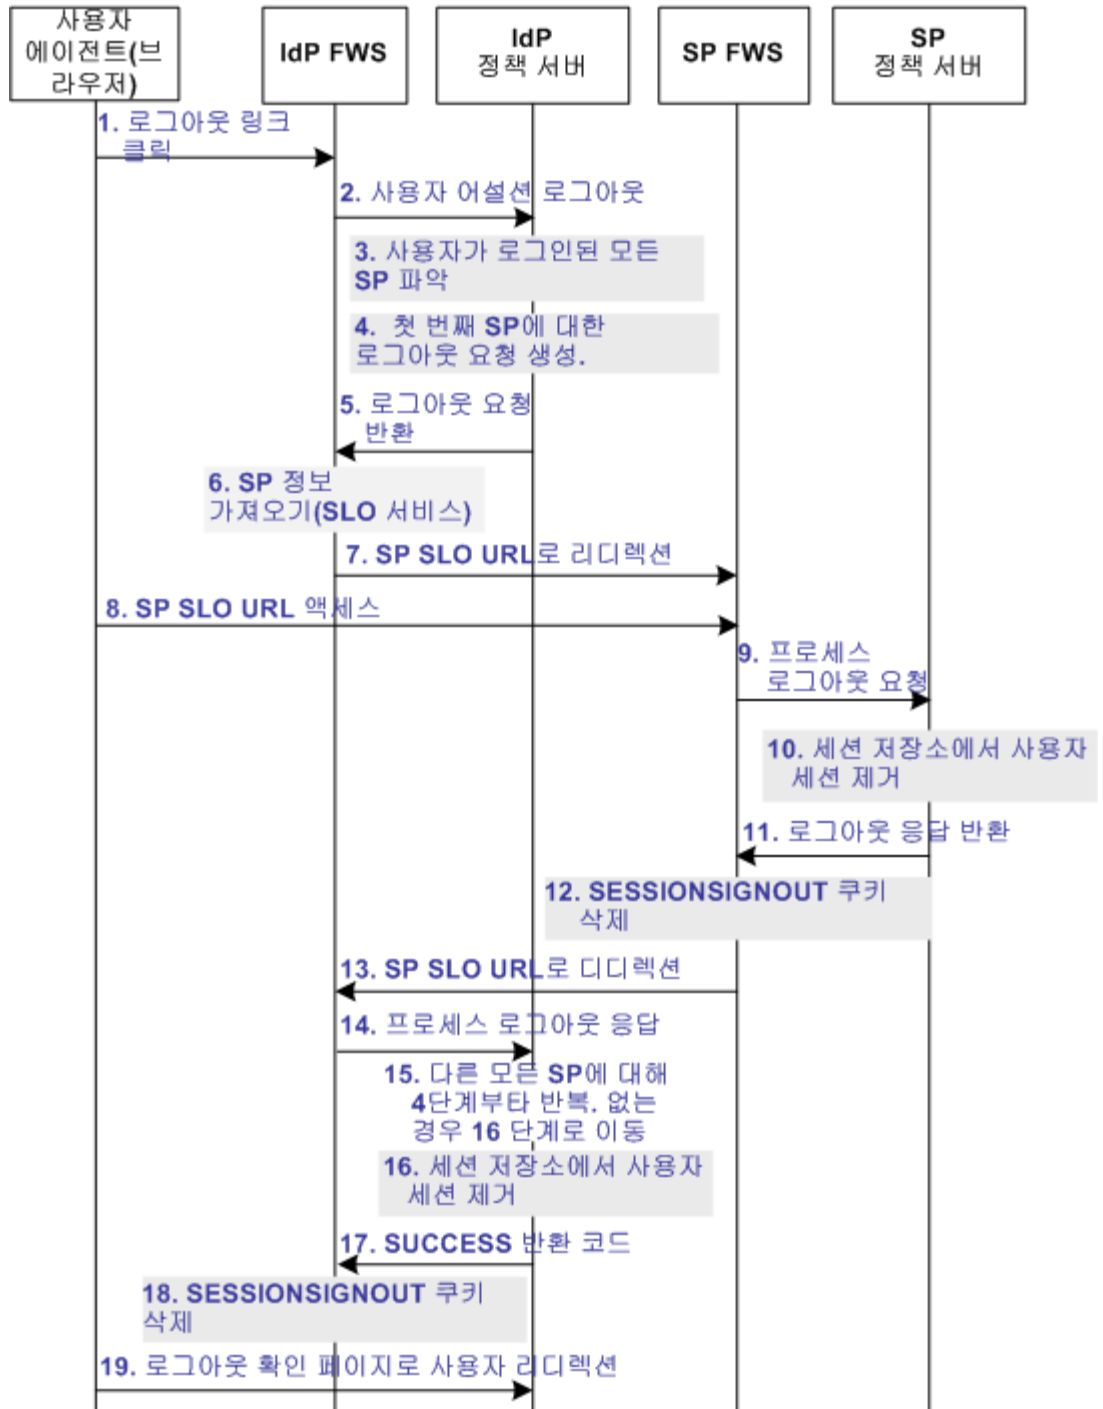 사용자
에이전트(브
라우저)
IdP FWS
IdP
정책 서버
SP FWS
SP
정책 서버
1. 로그아웃 링크
클릭
2. 사용자 어설션 로그아웃
3. 사용자가 로그인된 모든
SP 파악
4. 첫 번째 SP에 대한
로그아웃 요청 생성.
5. 로그아웃 요청
반환
6. SP 정보
가져오기(SLO 서비스)
7. SP SLO URL로 리디렉션
8. SP SLO URL 액세스
9. 프로세스
로그아웃 요청
10. 세션 저장소에서 사용자
세션 제거
11. 로그아웃 응답 반환
12. SESSIONSIGNOUT 쿠키
삭제
13. SP SLO URL로 디디렉션
14. 프로세스 로그아웃 응답
15. 다른 모든 SP에 대해
4단계부타 반복. 없는
경우 16 단계로 이동
16. 세션 저장소에서 사용자
세션 제거
17. SUCCESS 반환 코드
18. SESSIONSIGNOUT 쿠키
삭제
19. 로그아웃 확인 페이지로 사용자 리디렉션